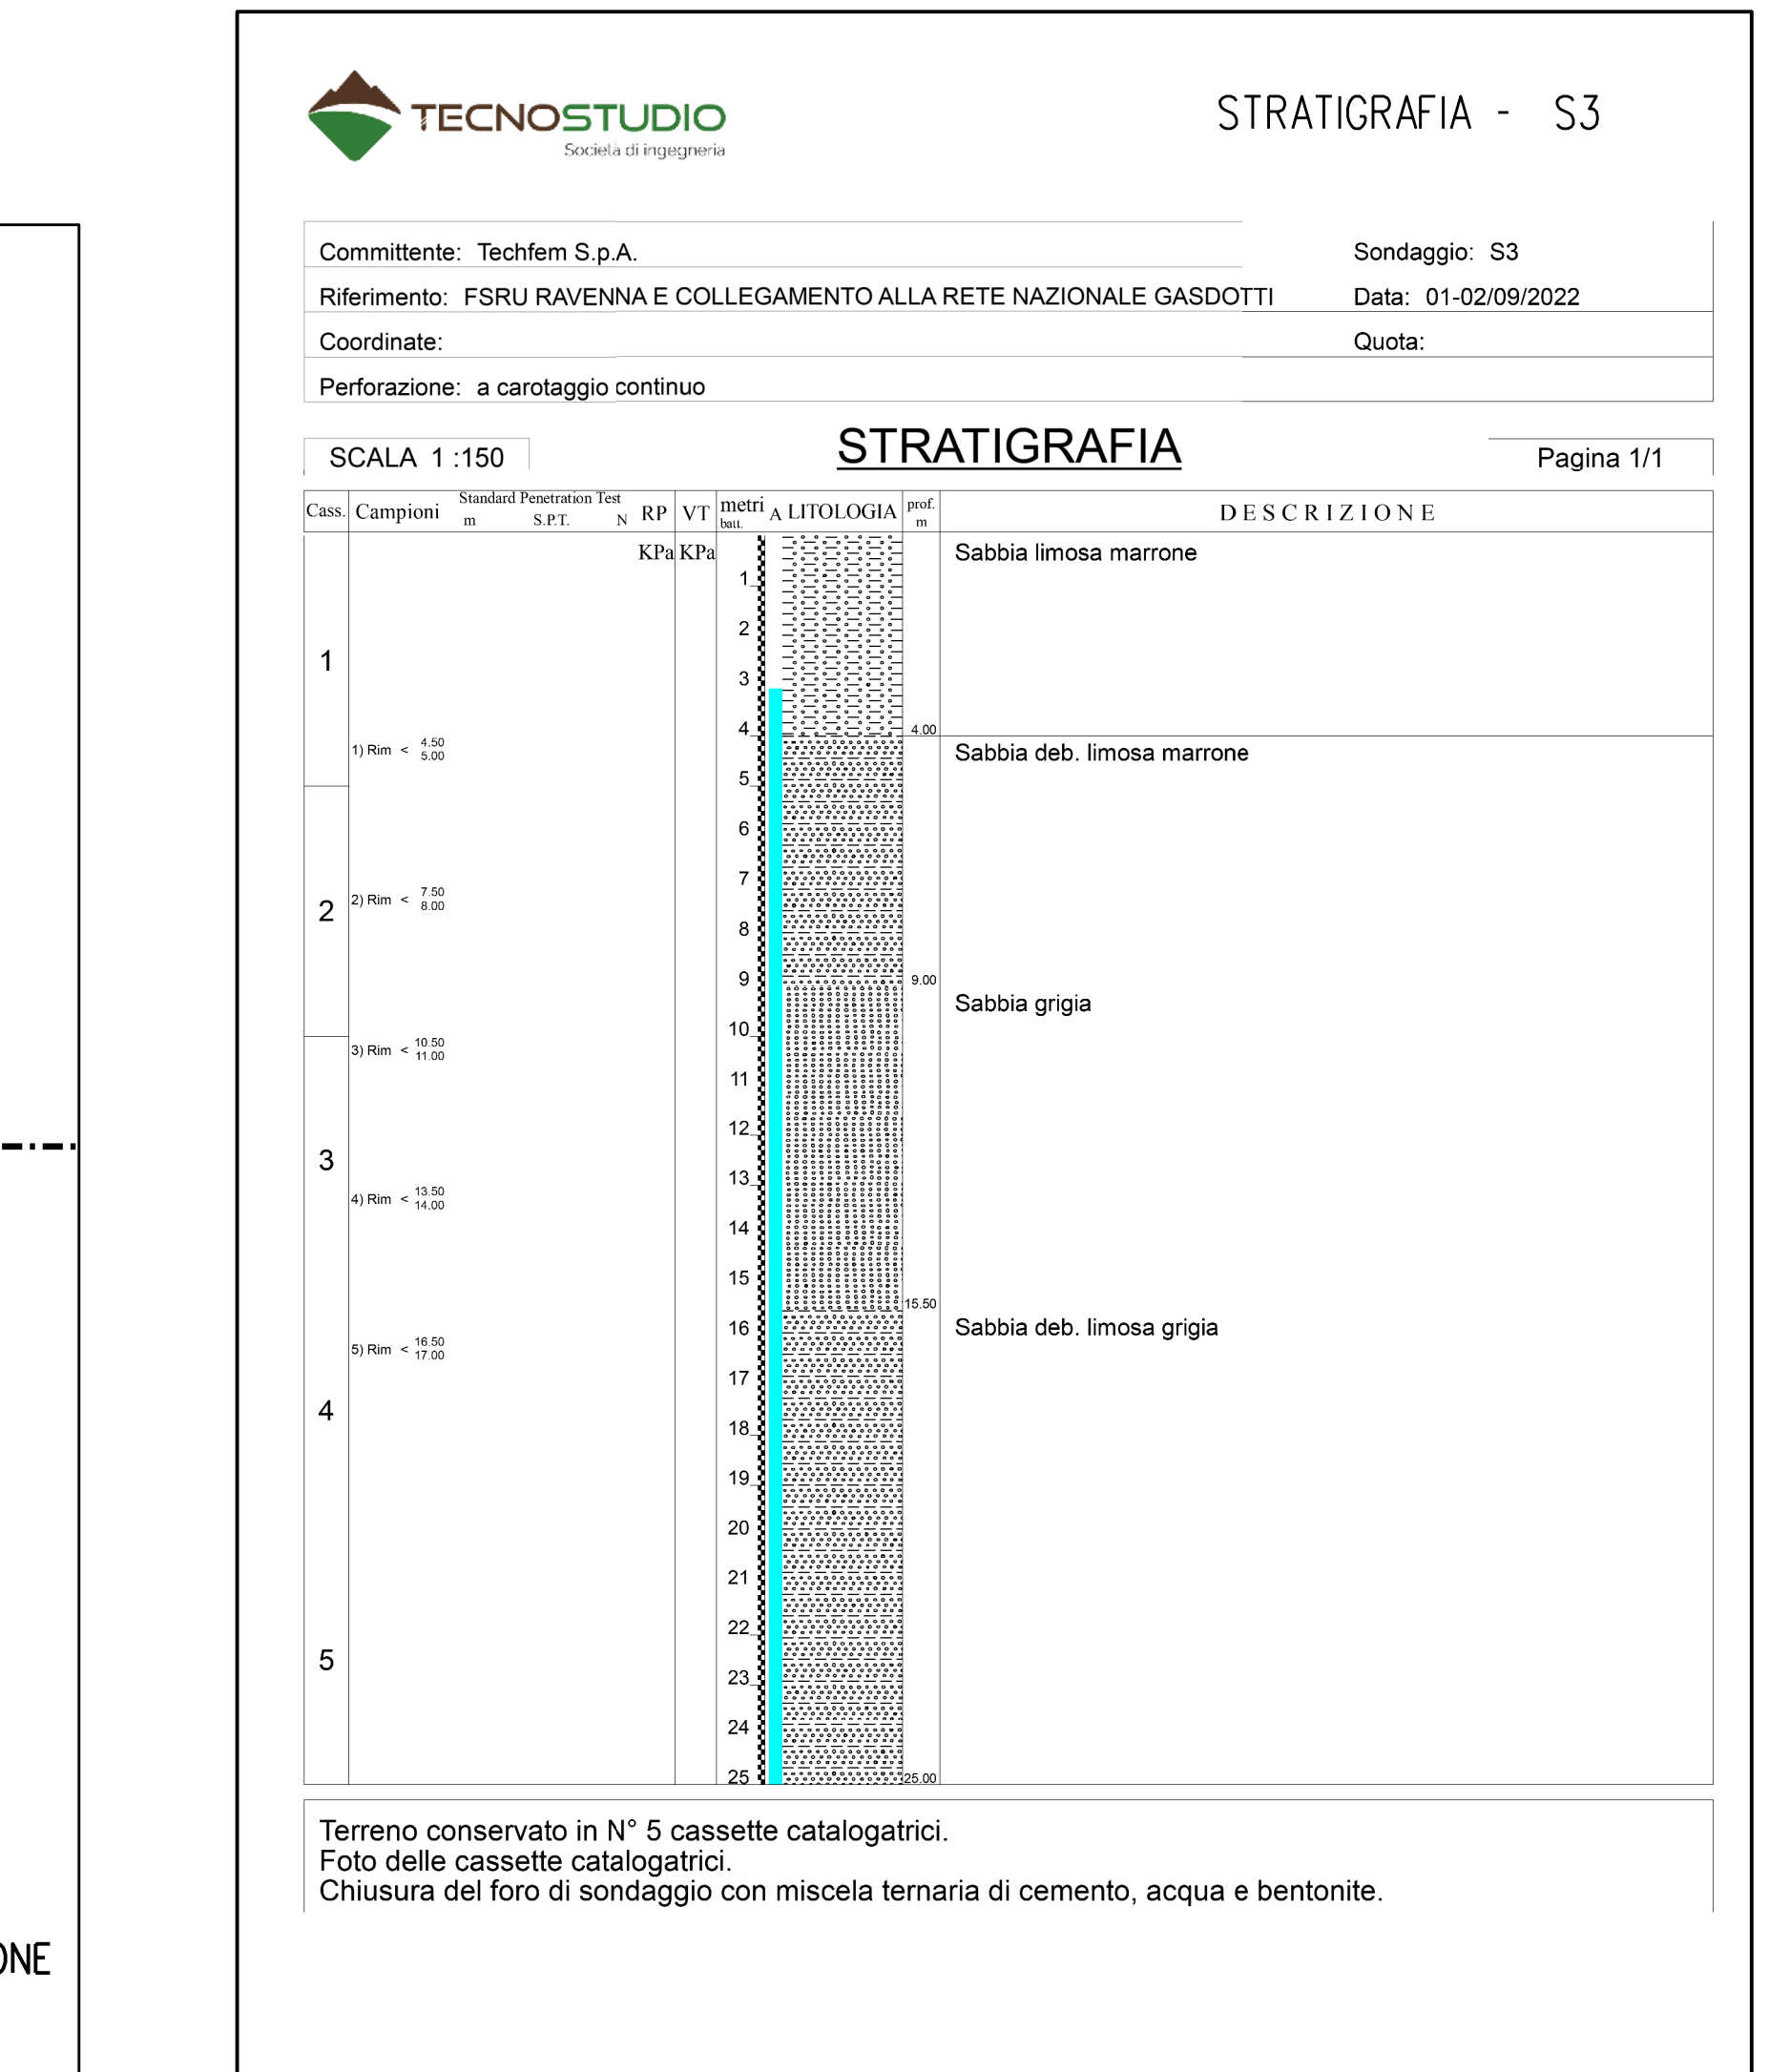 TECNOSTUDIO
Società di ingegneria
STRATIGRAFIA - S3
Committente: Techfem S.p.A.
Sondaggio: S3
Riferimento: FSRU RAVENNA E COLLEGAMENTO ALLA RETE NAZIONALE GASDOTTI
Data: 01-02/09/2022
Coordinate:
Quota:
Perforazione: a carotaggio continuo
SCALA 1 :150
STRATIGRAFIA
Pagina 1/1
Cass. Campioni Standard Penetration Test m S.P.T. N RP VT metri batt. A LITOLOGIA prof. m DESCRIZIONE
KPa KPa
Sabbia limosa marrone
1
2
1
3
4
4.00
1) Rim < 4.50 5.00
Sabbia deb. limosa marrone
5
6
7
2) Rim < 7.50 8.00
2
8
9
9.00
Sabbia grigia
10
3) Rim < 10.50 11.00
11
12
3
13
4) Rim < 13.50 14.00
14
15
15.50
16
Sabbia deb. limosa grigia
5) Rim < 16.50 17.00
17
4
18
19
20
21
22
5
23
24
25
25.00
Terreno conservato in N° 5 cassette catalogatrici.
Foto delle cassette catalogatrici.
Chiusura del foro di sondaggio con miscela ternaria di cemento, acqua e bentonite.
ONE